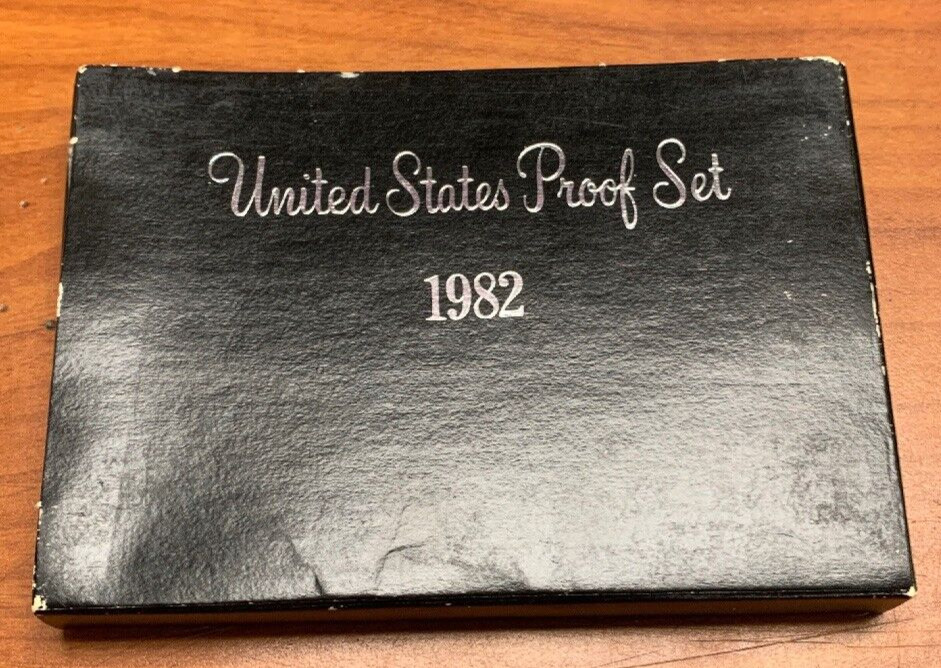 United States Proof Set
1982